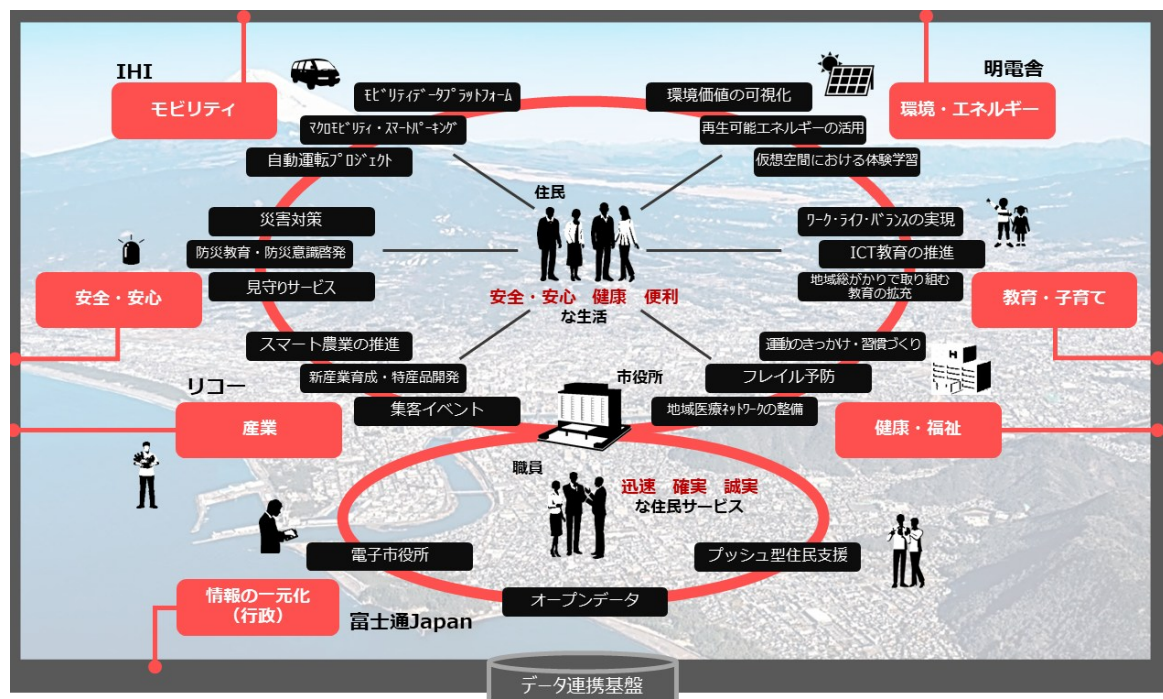 IHI
モビリティ
ﾓﾋﾞﾘﾃｨﾃﾞｰﾀﾌﾟﾗｯﾄﾌｫｰﾑ
ﾏｸﾛﾓﾋﾞﾘﾃｨ・ｽﾏｰﾄﾊﾟｰｷﾝｸﾞ
自動運転ﾌﾟﾛｼﾞｪｸﾄ
明電舎
環境・エネルギー
環境価値の可視化
再生可能エネルギーの活用
仮想空間における体験学習
災害対策
防災教育・防災意識啓発
見守りサービス
安全・安心
住民
安全・安心　健康　便利
な生活
ﾜｰｸ・ﾗｲﾌ・ﾊﾞﾗﾝｽの実現
ICT教育の推進
地域総がかりで取り組む
教育の拡充
教育・子育て
スマート農業の推進
新産業育成・特産品開発
集客イベント
リコー
産業
市役所
運動のきっかけ・習慣づくり
フレイル予防
地域医療ﾈｯﾄﾜｰｸの整備
健康・福祉
職員
迅速　確実　誠実
な住民サービス
電子市役所
プッシュ型住民支援
オープンデータ
情報の一元化
（行政）
富士通Japan
データ連携基盤